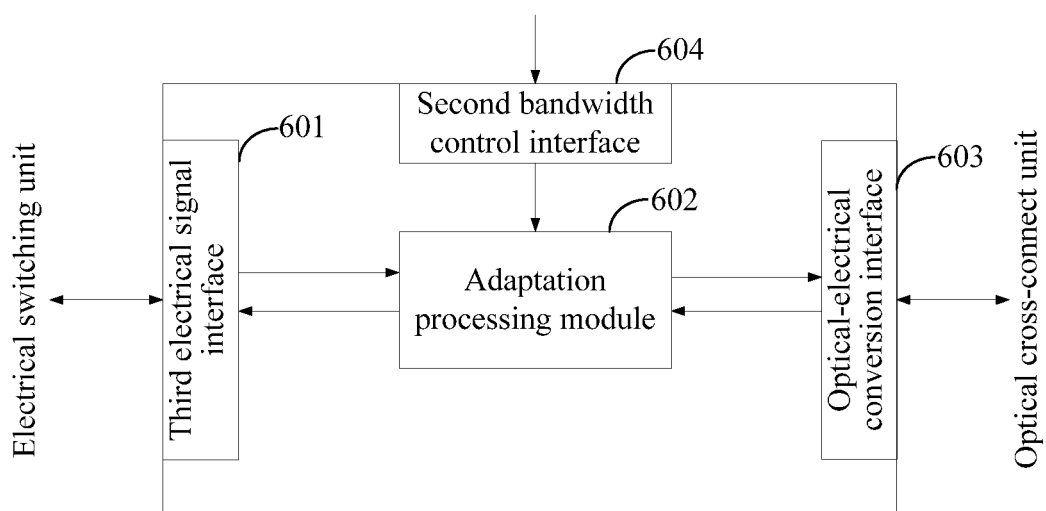 604
Second bandwidth
control interface
601
603
602
Electrical switching unit
Third electrical signal
interface
Adaptation
processing module
Optical-electrical
conversion interface
Optical cross-connect unit